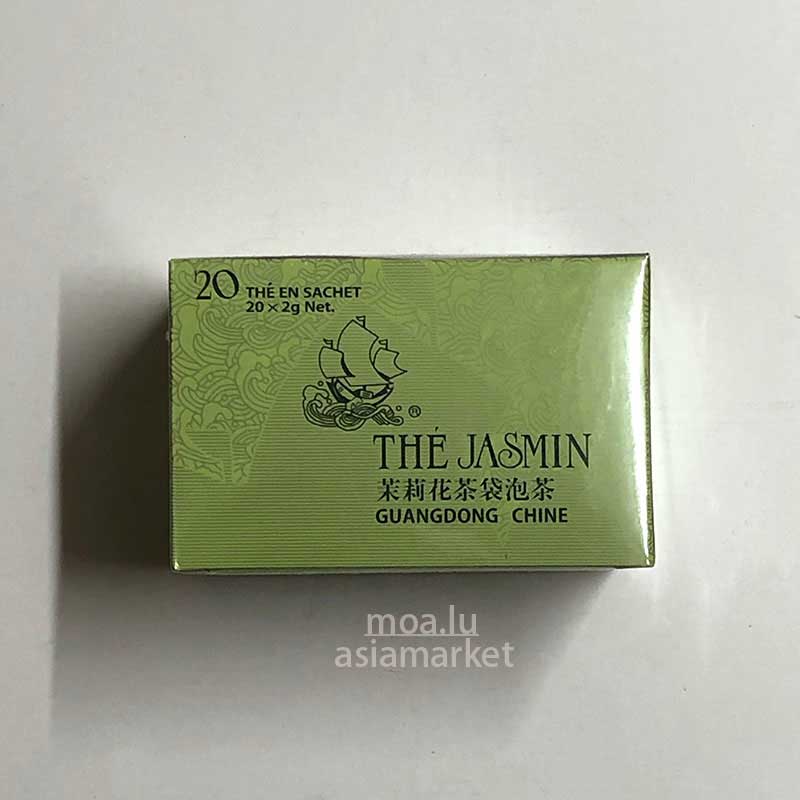 20 THÉ EN SACHET
20 × 2g Net.
®
THÉ JASMIN
茉莉花茶袋泡茶
GUANGDONG CHINE
moa.lu
asiamarket